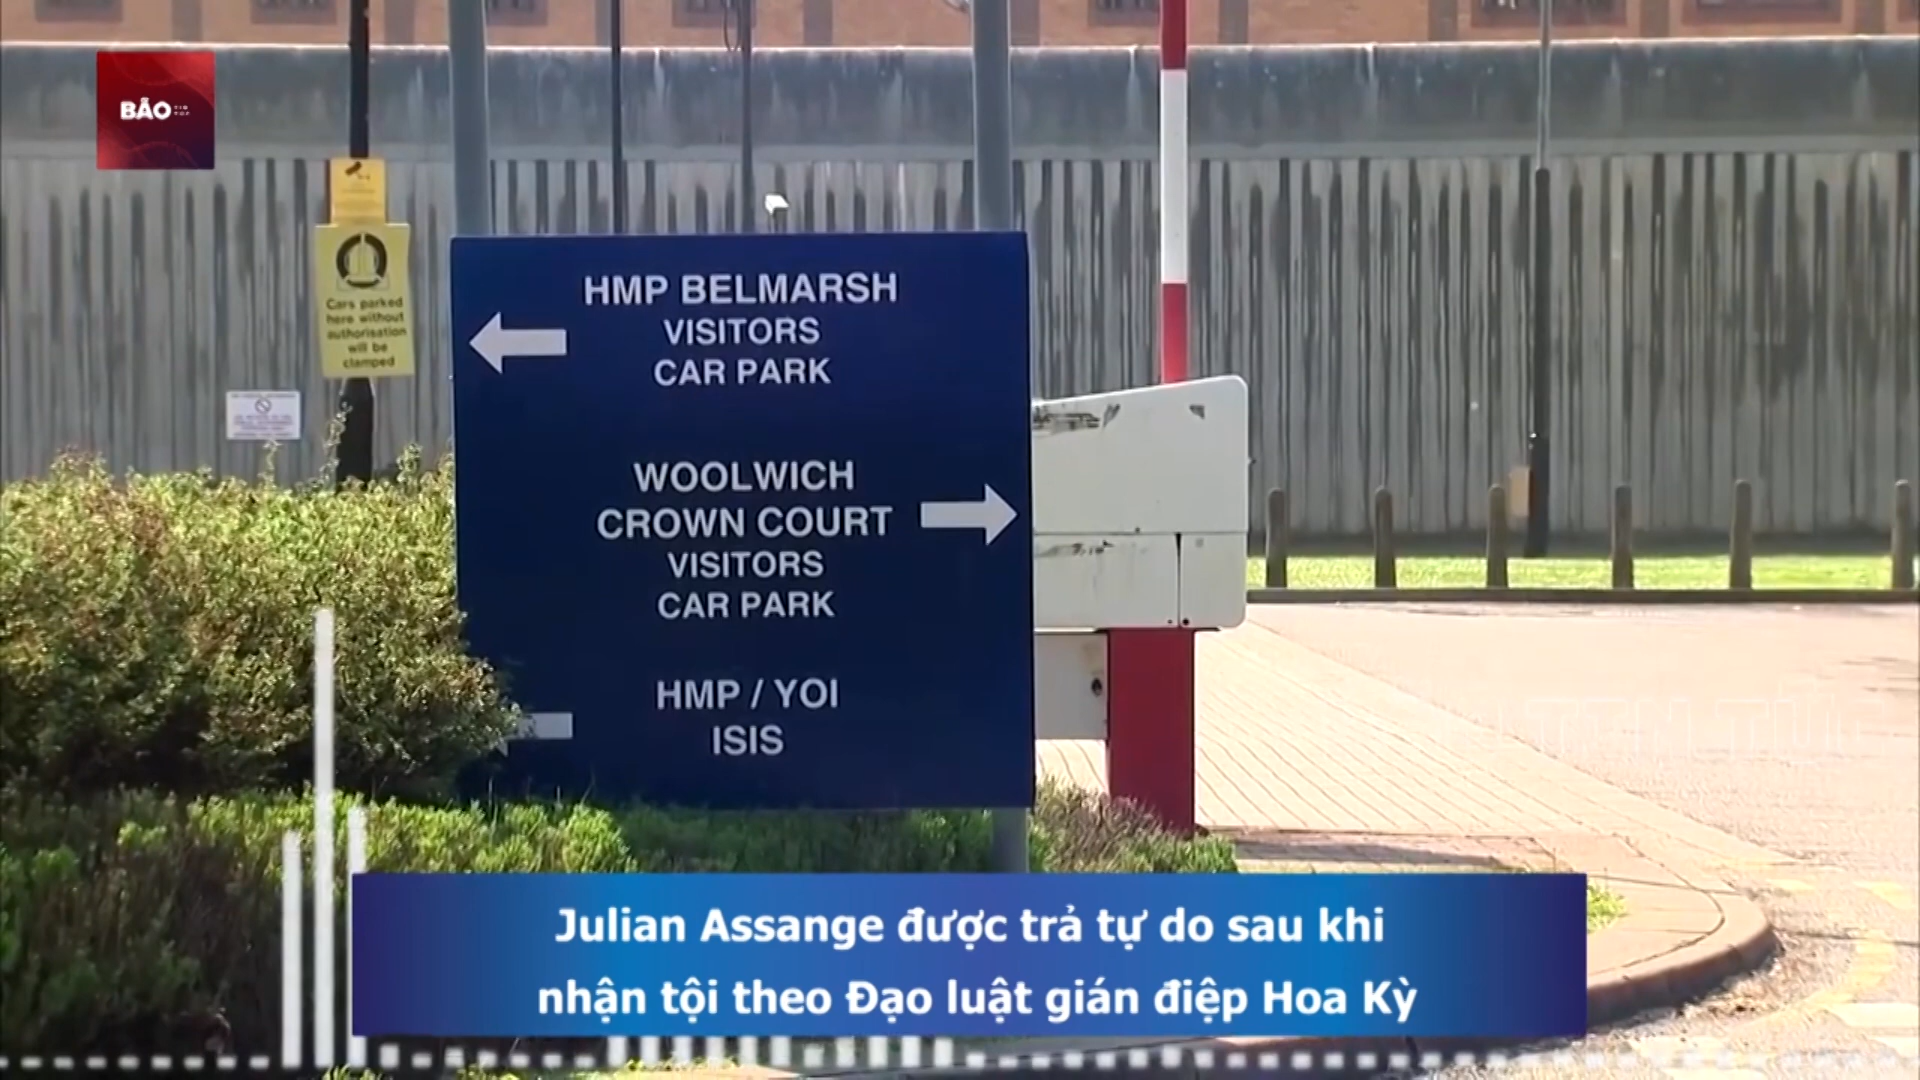 BÁO
Cars parked
here without
authorisation
will be
clamped
HMP BELMARSH
VISITORS
CAR PARK
WOOLWICH
CROWN COURT
VISITORS
CAR PARK
HMP / YOI
ISIS
Julian Assange được trả tự do sau khi
nhận tội theo Đạo luật gián điệp Hoa Kỳ